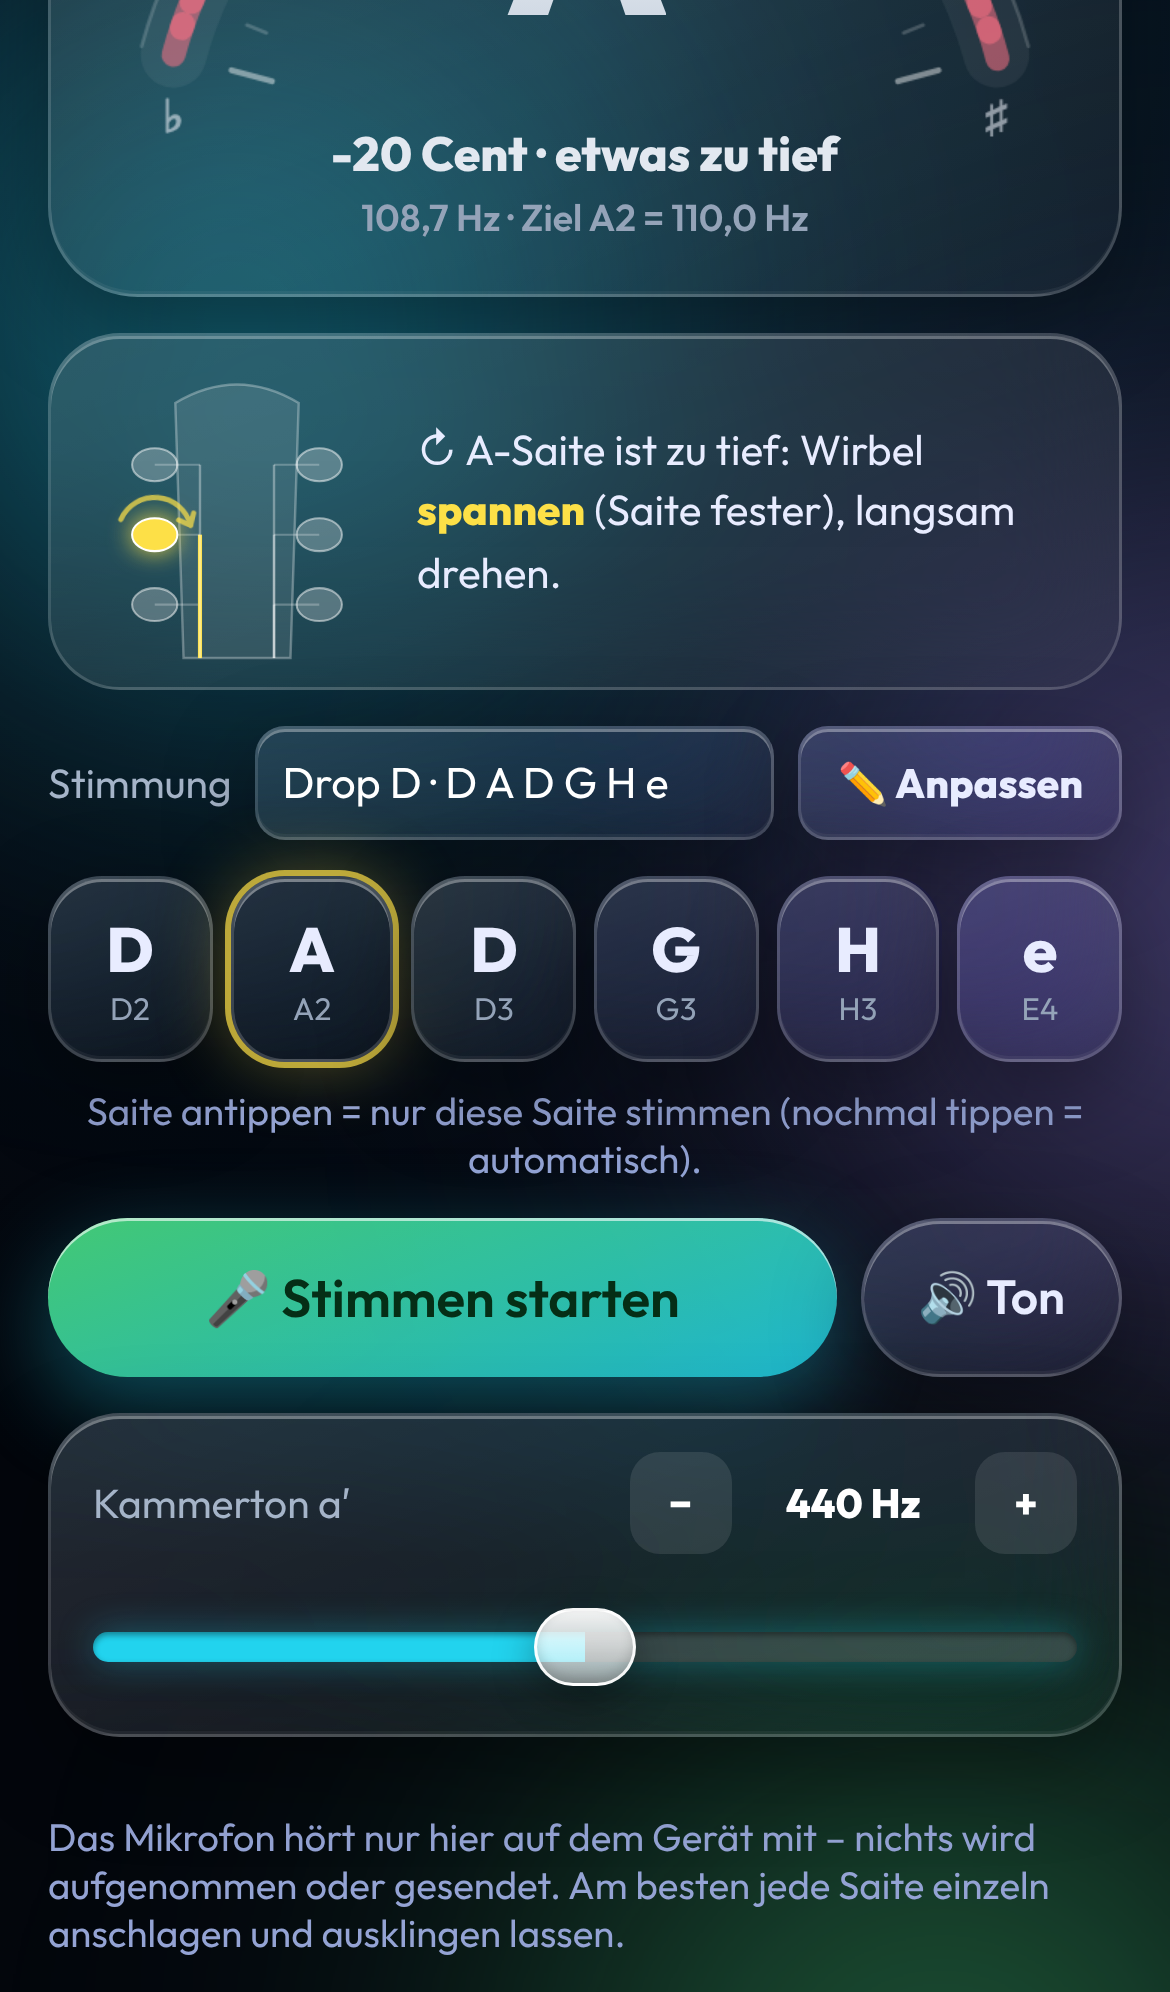 ♭
♯
-20 Cent · etwas zu tief
108,7 Hz · Ziel A2 = 110,0 Hz
↻ A-Saite ist zu tief: Wirbel
spannen (Saite fester), langsam
drehen.
Stimmung
Drop D · D A D G H e
✏️ Anpassen
D
A
D
G
H
e
D2
A2
D3
G3
H3
E4
Saite antippen = nur diese Saite stimmen (nochmal tippen =
automatisch).
🎤 Stimmen starten
🔊 Ton
Kammerton a′
−
440 Hz
+
Das Mikrofon hört nur hier auf dem Gerät mit – nichts wird
aufgenommen oder gesendet. Am besten jede Saite einzeln
anschlagen und ausklingen lassen.